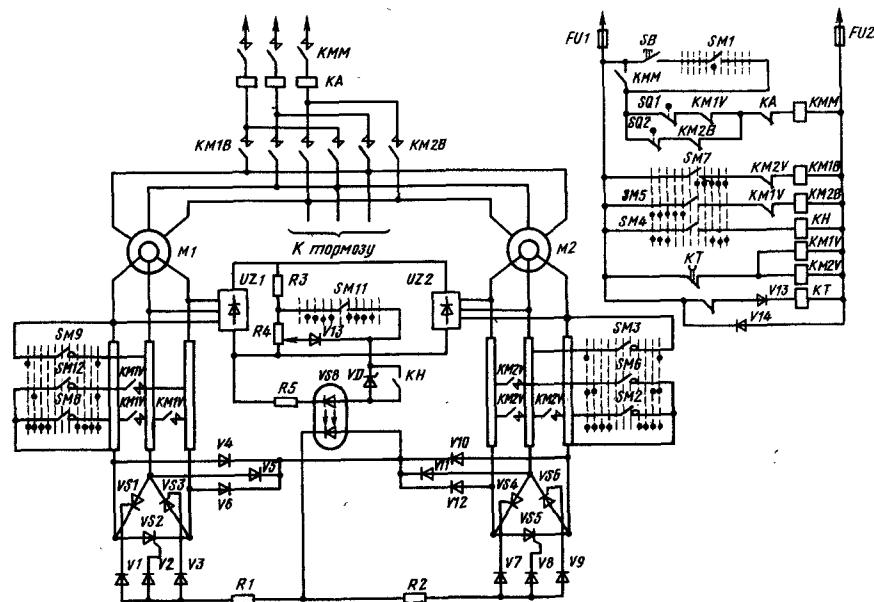 KMM
KA
KM1B
KM2B
M1
M2
К тормозу
UZ1
R3
SM11
UZ2
R4
V13
VD
KH
R5
VS8
SM9
SM12
SM8
KM1V
KM1V
KM1V
SM3
SM6
SM2
KM2V
KM2V
KM2V
V4
V5
V6
V10
V11
V12
VS1
VS3
VS2
VS4
VS6
VS5
V1
V2
V3
R1
R2
V7
V8
V9
FU1
SB
SM1
FU2
KMM
SQ1
KM1V
KA
KMM
SQ2
KM2B
SM7
KM2V
KM1B
SM5
KM1V
KM2B
SM4
KH
KM1V
KT
KM2V
V13
KT
V14